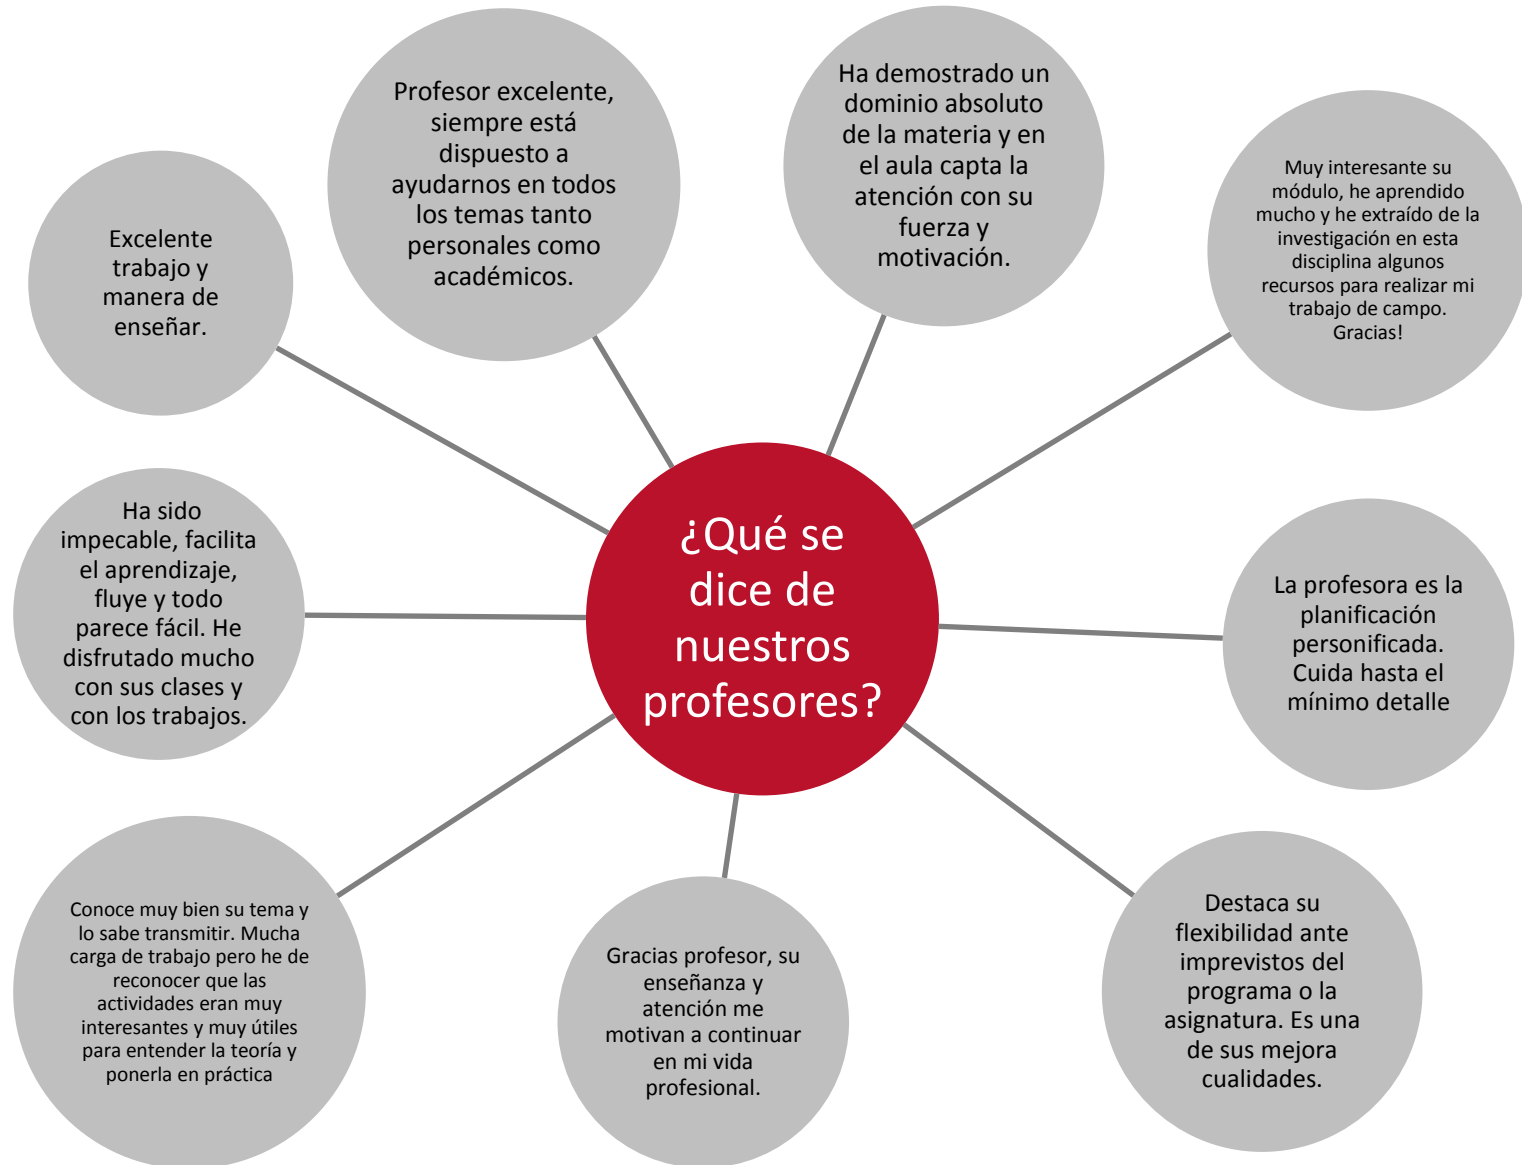 Profesor excelente,
siempre está
dispuesto a
ayudarnos en todos
los temas tanto
personales como
académicos.
Ha demostrado un
dominio absoluto
de la materia y en
el aula capta la
atención con su
fuerza y
motivación.
Muy interesante su
módulo, he aprendido
mucho y he extraído de la
investigación en esta
disciplina algunos
recursos para realizar mi
trabajo de campo.
Gracias!
Excelente
trabajo y
manera de
enseñar.
¿Qué se
dice de
nuestros
profesores?
Ha sido
impecable, facilita
el aprendizaje,
fluye y todo
parece fácil. He
disfrutado mucho
con sus clases y
con los trabajos.
La profesora es la
planificación
personificada.
Cuida hasta el
mínimo detalle
Conoce muy bien su tema y
lo sabe transmitir. Mucha
carga de trabajo pero he de
reconocer que las
actividades eran muy
interesantes y muy útiles
para entender la teoría y
ponerla en práctica
Gracias profesor, su
enseñanza y
atención me
motivan a continuar
en mi vida
profesional.
Destaca su
flexibilidad ante
imprevistos del
programa o la
asignatura. Es una
de sus mejora
cualidades.